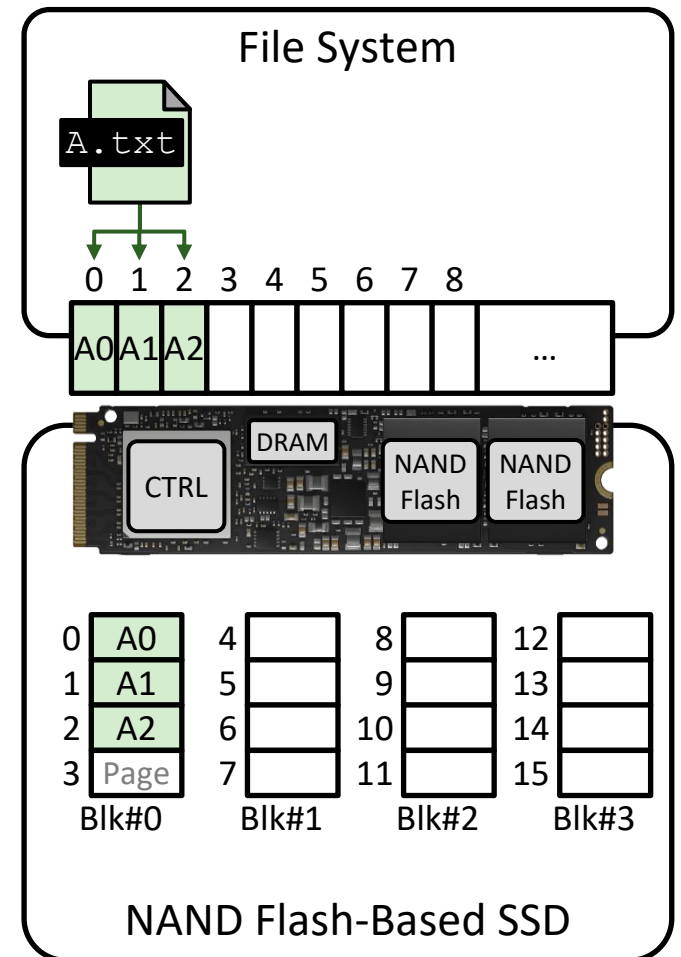 File System
A.txt
0 1 2 3 4 5 6 7 8
A0 A1 A2 ...
CTRL
DRAM
NAND Flash
NAND Flash
0 A0 4 8 12
1 A1 5 9 13
2 A2 6 10 14
3 Page 7 11 15
Blk#0 Blk#1 Blk#2 Blk#3
NAND Flash-Based SSD